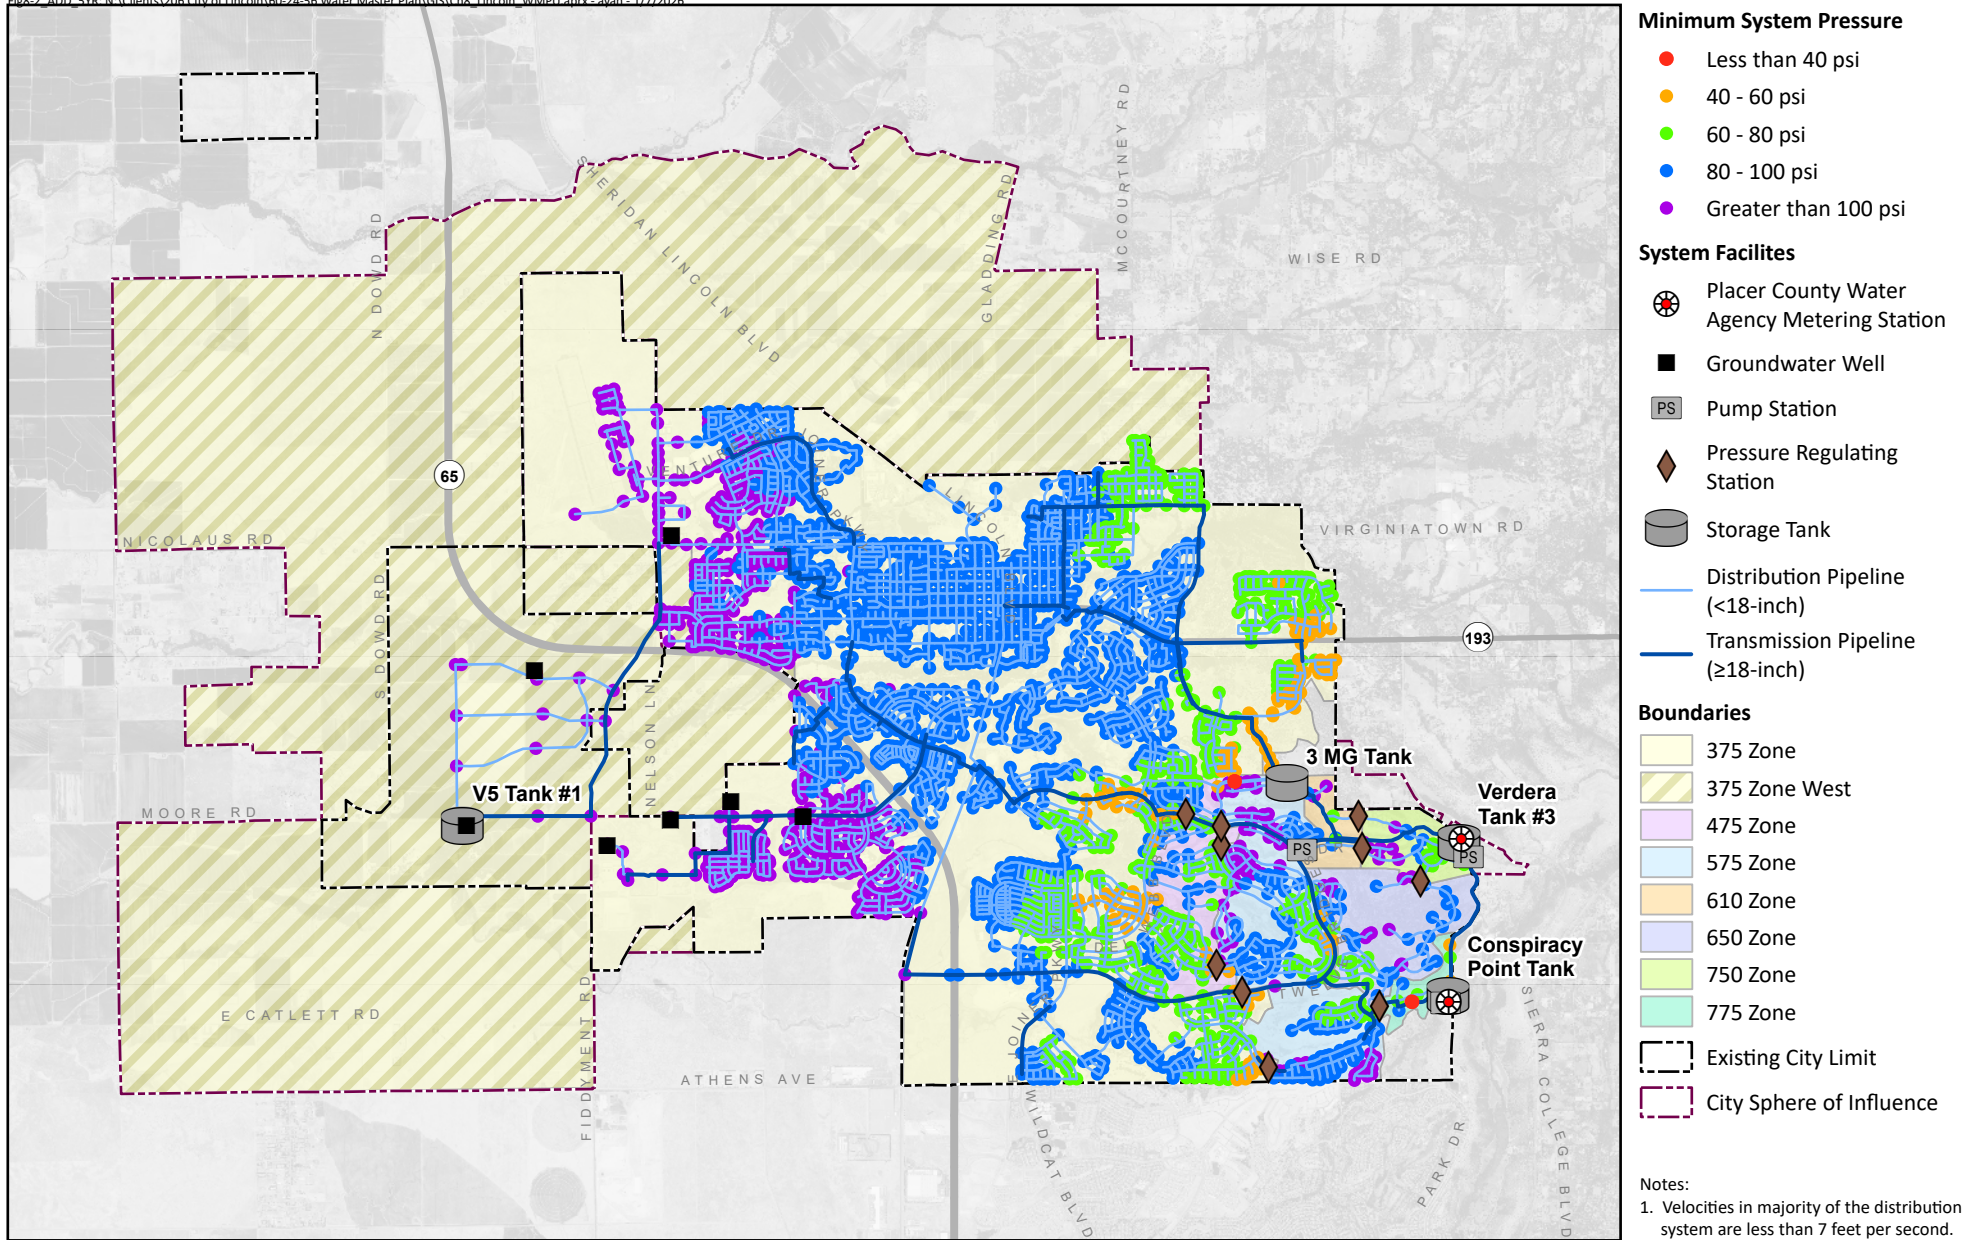 Minimum System Pressure
Less than 40 psi
40 - 60 psi
60 - 80 psi
80 - 100 psi
Greater than 100 psi
System Facilites
Placer County Water
Agency Metering Station
Groundwater Well
PS
Pump Station
Pressure Regulating
Station
Storage Tank
Distribution Pipeline
(<18-inch)
Transmission Pipeline
(≥18-inch)
Boundaries
375 Zone
375 Zone West
475 Zone
575 Zone
610 Zone
650 Zone
750 Zone
775 Zone
Existing City Limit
City Sphere of Influence
Notes:
1. Velocities in majority of the distribution
system are less than 7 feet per second.
MCCOURTNEY RD
SHERIDAN LINCOLN BLVD
GLADDING RD
N DOWD RD
WISE RD
65
NICOLAUS RD
VIRGINIATOWN RD
S DOWD RD
193
NELSON LN
MOORE RD
V5 Tank #1
3 MG Tank
Verdera
Tank #3
PS
PS
Conspiracy
Point Tank
E CATLETT RD
FIDDYMENT RD
ATHENS AVE
WILDCAT BLVD
PARK DR
SIERRA COLLEGE BLVD